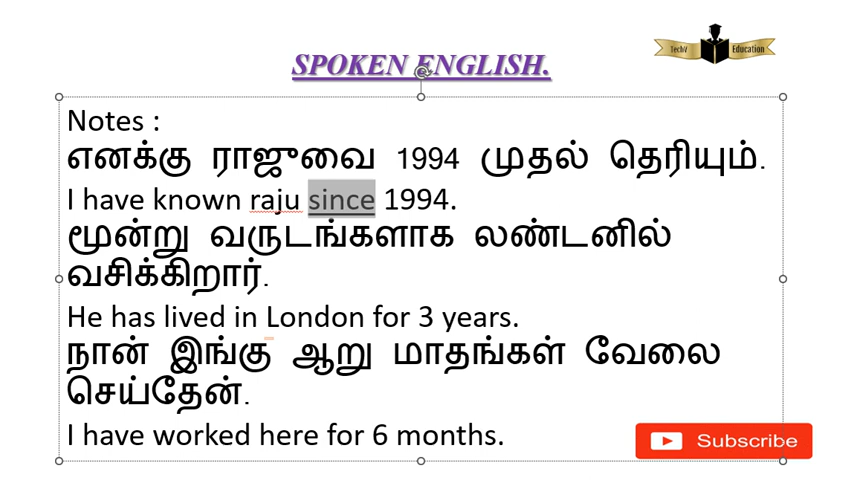 SPOKEN ENGLISH.
TechV Education
Notes :
எனக்கு ராஜுவை 1994 முதல் தெரியும்.
I have known raju since 1994.
மூன்று வருடங்களாக லண்டனில்
வசிக்கிறார்.
He has lived in London for 3 years.
நான் இங்கு ஆறு மாதங்கள் வேலை
செய்தேன்.
I have worked here for 6 months.
Subscribe